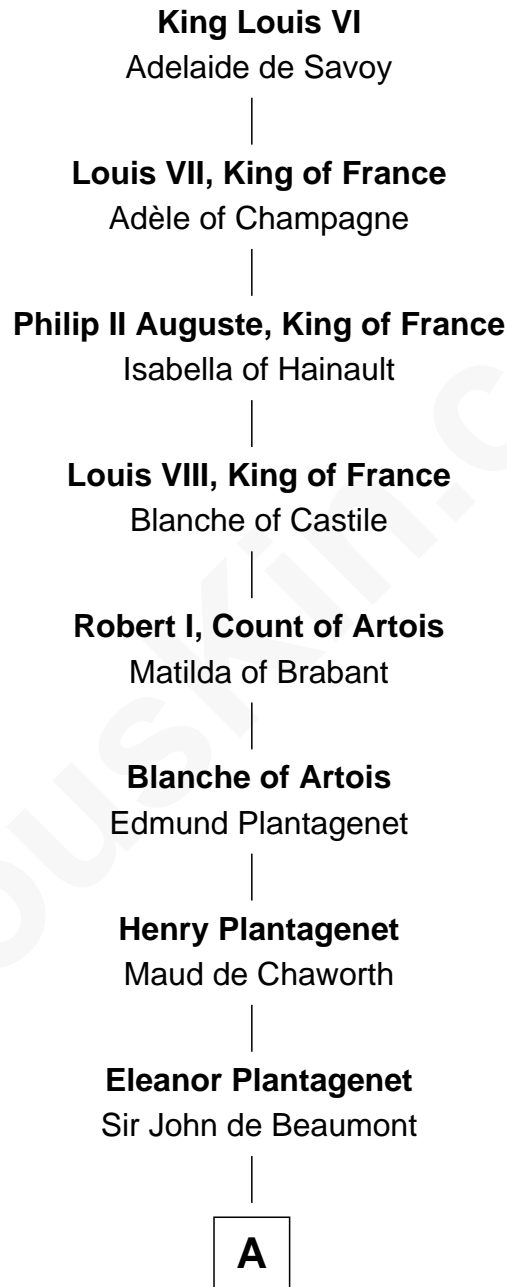 King Louis VI
Adelaide de Savoy
Louis VII, King of France
Adèle of Champagne
Philip II Auguste, King of France
Isabella of Hainault
Louis VIII, King of France
Blanche of Castile
Robert I, Count of Artois
Matilda of Brabant
Blanche of Artois
Edmund Plantagenet
Henry Plantagenet
Maud de Chaworth
Eleanor Plantagenet
Sir John de Beaumont
A